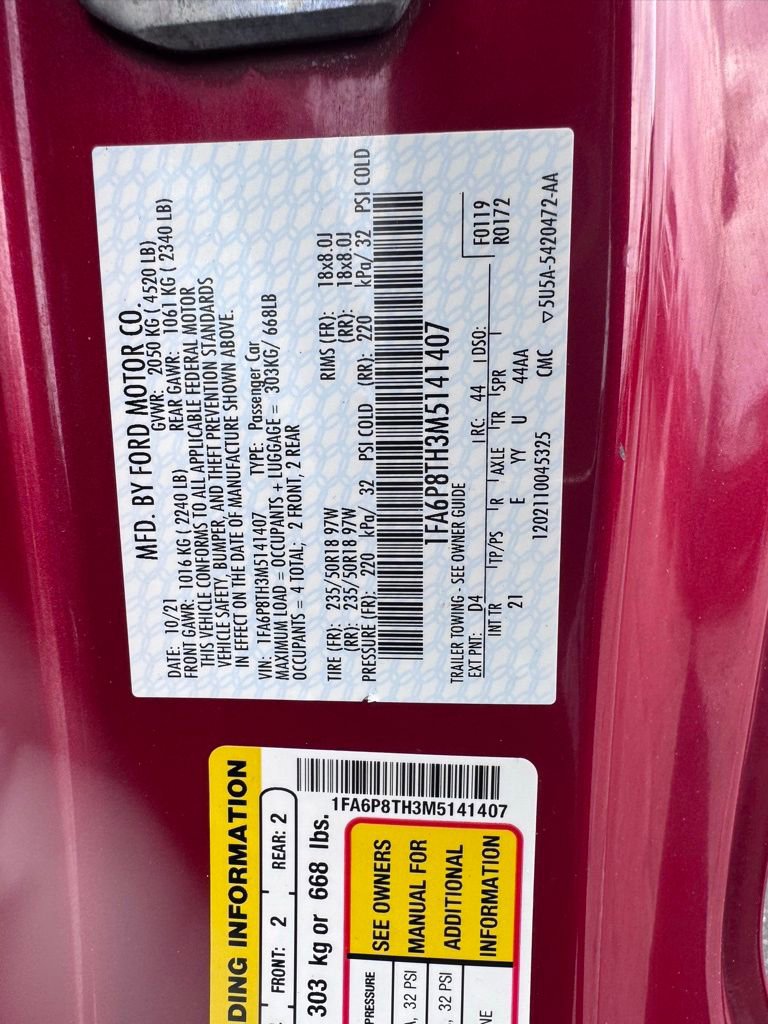 MFD. BY FORD MOTOR CO.
DATE: 10/21 GVWR: 2050 KG ( 4520 LB)
FRONT GAWR: 1016 KG ( 2240 LB) REAR GAWR: 1061 KG ( 2340 LB)
THIS VEHICLE CONFORMS TO ALL APPLICABLE FEDERAL MOTOR
VEHICLE SAFETY, BUMPER, AND THEFT PREVENTION STANDARDS
IN EFFECT ON THE DATE OF MANUFACTURE SHOWN ABOVE.
VIN: 1FA6P8TH3M5141407 TYPE: Passenger Car
MAXIMUM LOAD = OCCUPANTS + LUGGAGE = 303KG/ 668LB
OCCUPANTS = 4 TOTAL; 2 FRONT, 2 REAR
TIRE (FR): 235/50R18 97W RIMS (FR): 18x8.0J
(RR): 235/50R18 97W (RR): 18x8.0J
PRESSURE (FR): 220 kPa/ 32 PSI COLD (RR): 220 kPa/ 32 PSI COLD
1FA6P8TH3M5141407
TRAILER TOWING - SEE OWNER GUIDE F0119
EXT PNT: D4 RC: 44 DSO: R0172
INT TR TP/PS R AXLE TR SPR
21 E YY U 44AA
1202110045325 CMC ▽5U5A-5420472-AA
DING INFORMATION
FRONT: 2 REAR: 2
303 kg or 668 lbs.
1FA6P8TH3M5141407
PRESSURE
, 32 PSI
, 32 PSI
NE
SEE OWNERS
MANUAL FOR
ADDITIONAL
INFORMATION